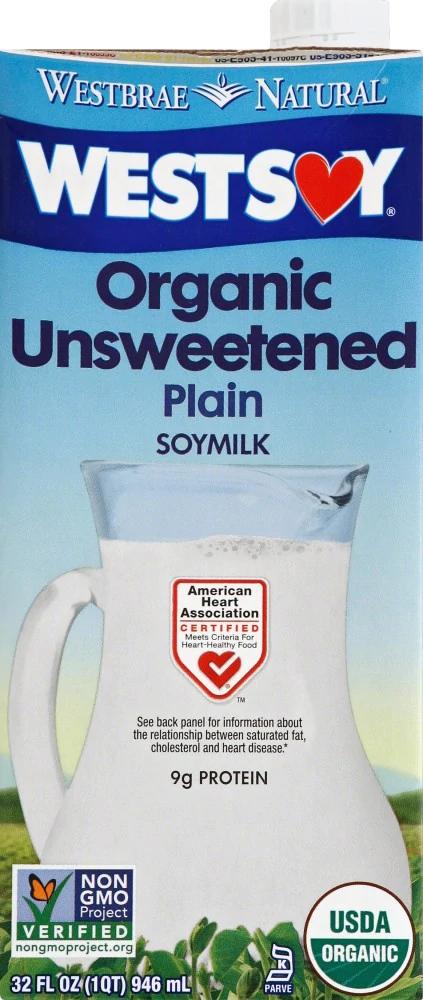 WESTBRAE NATURAL®
WESTSOY®
Organic
Unsweetened
Plain
SOYMILK
American
Heart
Association
CERTIFIED
Meets Criteria For
Heart-Healthy Food
TM
See back panel for information about
the relationship between saturated fat,
cholesterol and heart disease.*
9g PROTEIN
NON
GMO
Project
VERIFIED
nongmoproject.org
USDA
ORGANIC
K
PARVE
32 FL OZ (1QT) 946 mL